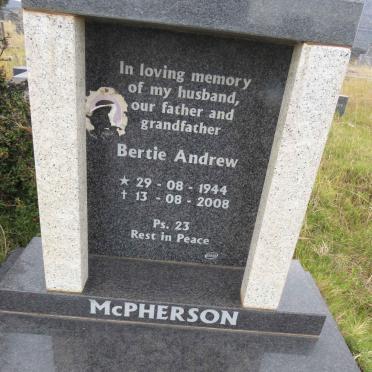 In loving memory
of my husband,
our father and
grandfather
Bertie Andrew
★ 29 - 08 - 1944
† 13 - 08 - 2008
Ps. 23
Rest in Peace
McPHERSON